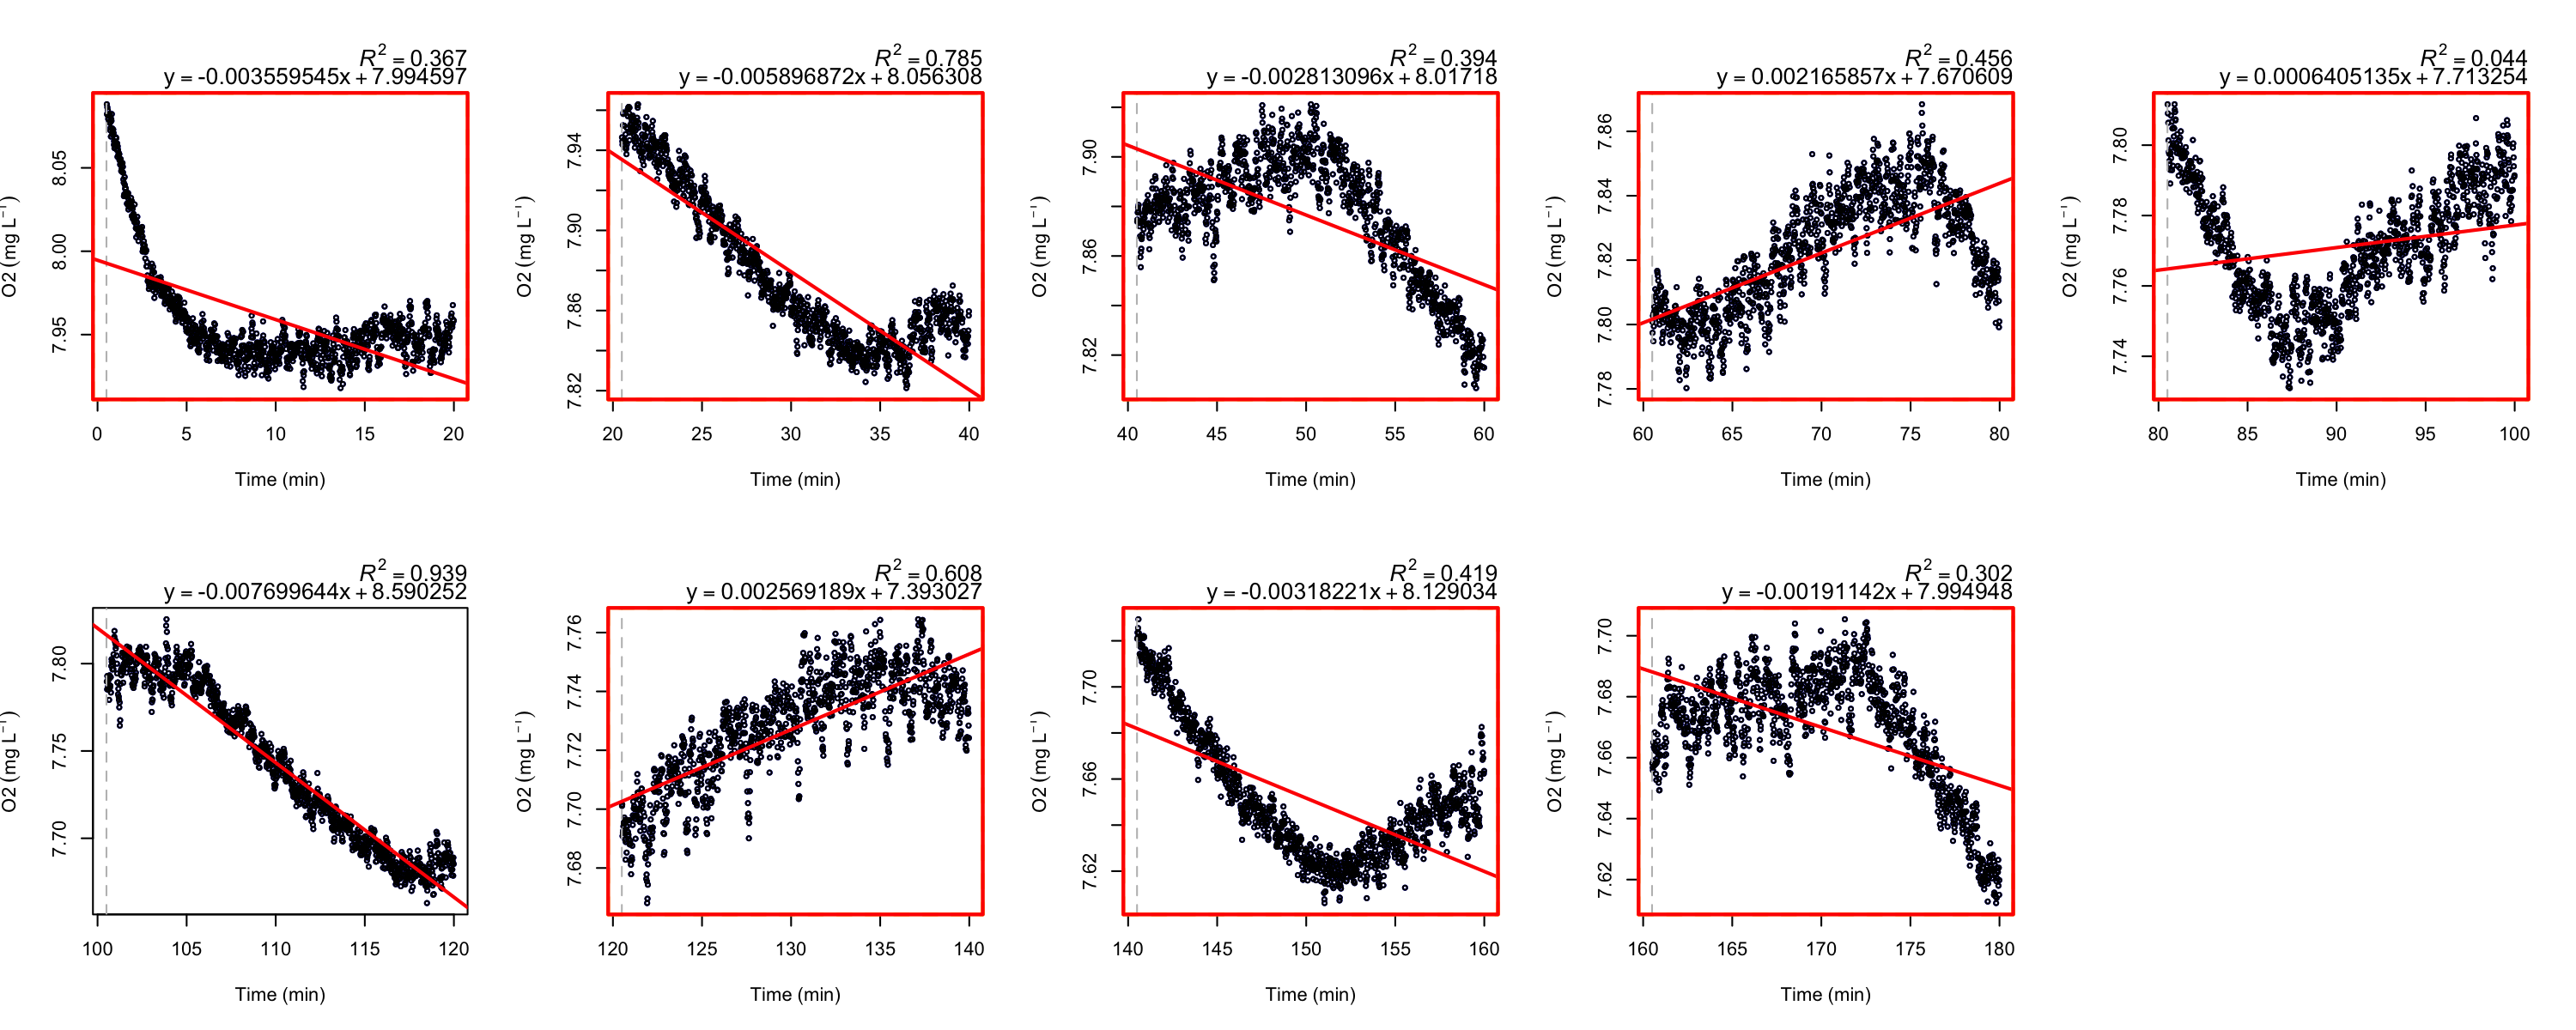 R² = 0.367
y = -0.003559545x + 7.994597
O2 (mg L⁻¹)
8.05
8.00
7.95
0 5 10 15 20
Time (min)
R² = 0.785
y = -0.005896872x + 8.056308
O2 (mg L⁻¹)
7.94
7.90
7.86
7.82
20 25 30 35 40
Time (min)
R² = 0.394
y = -0.002813096x + 8.01718
O2 (mg L⁻¹)
7.90
7.86
7.82
40 45 50 55 60
Time (min)
R² = 0.456
y = 0.002165857x + 7.670609
O2 (mg L⁻¹)
7.86
7.84
7.82
7.80
7.78
60 65 70 75 80
Time (min)
R² = 0.044
y = 0.0006405135x + 7.713254
O2 (mg L⁻¹)
7.80
7.78
7.76
7.74
80 85 90 95 100
Time (min)
R² = 0.939
y = -0.007699644x + 8.590252
O2 (mg L⁻¹)
7.80
7.75
7.70
100 105 110 115 120
Time (min)
R² = 0.608
y = 0.002569189x + 7.393027
O2 (mg L⁻¹)
7.76
7.74
7.72
7.70
7.68
120 125 130 135 140
Time (min)
R² = 0.419
y = -0.00318221x + 8.129034
O2 (mg L⁻¹)
7.70
7.66
7.62
140 145 150 155 160
Time (min)
R² = 0.302
y = -0.00191142x + 7.994948
O2 (mg L⁻¹)
7.70
7.68
7.66
7.64
7.62
160 165 170 175 180
Time (min)